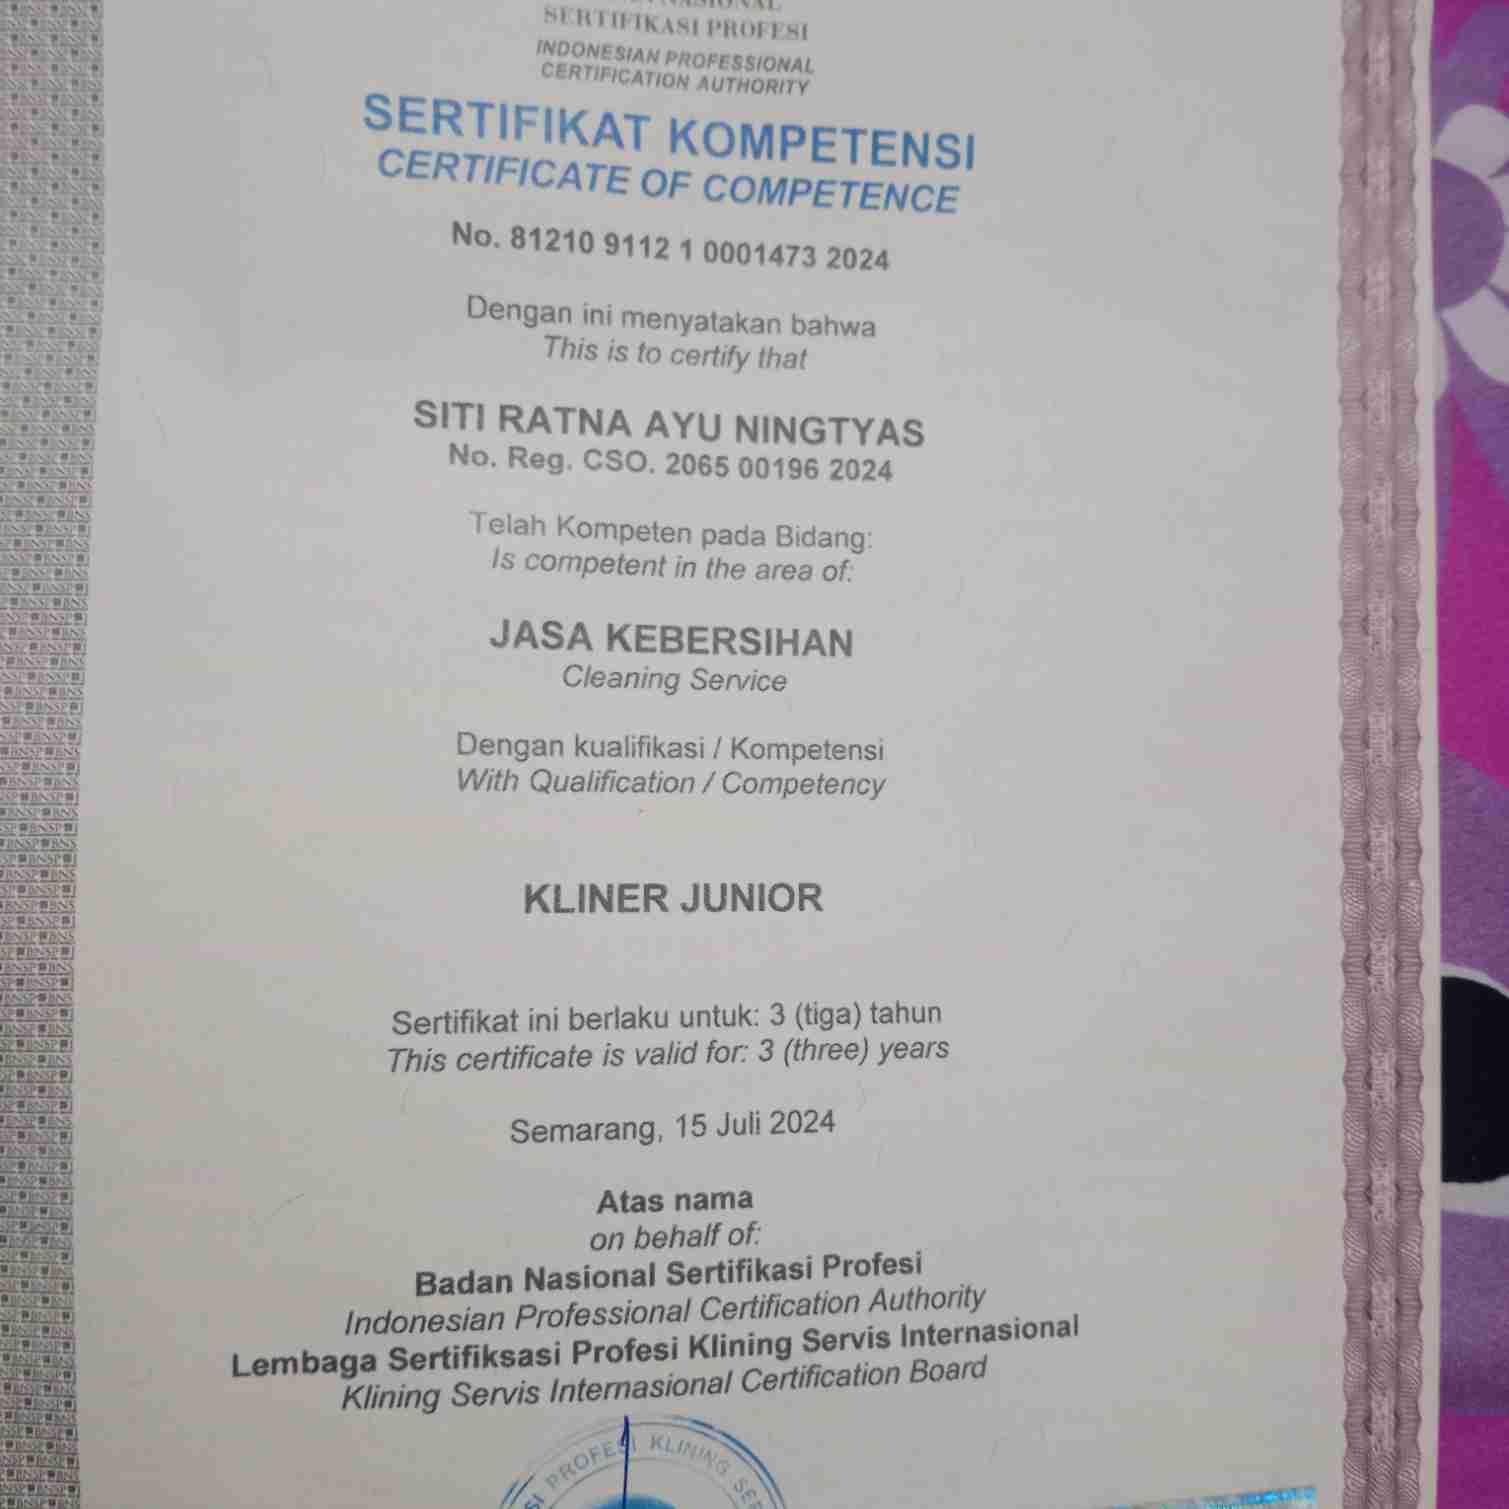 SERTIFIKASI PROFESI
INDONESIAN PROFESSIONAL
CERTIFICATION AUTHORITY
SERTIFIKAT KOMPETENSI
CERTIFICATE OF COMPETENCE
No. 81210 9112 1 0001473 2024
Dengan ini menyatakan bahwa
This is to certify that
SITI RATNA AYU NINGTYAS
No. Reg. CSO. 2065 00196 2024
Telah Kompeten pada Bidang:
Is competent in the area of:
JASA KEBERSIHAN
Cleaning Service
Dengan kualifikasi / Kompetensi
With Qualification / Competency
KLINER JUNIOR
Sertifikat ini berlaku untuk: 3 (tiga) tahun
This certificate is valid for: 3 (three) years
Semarang, 15 Juli 2024
Atas nama
on behalf of:
Badan Nasional Sertifikasi Profesi
Indonesian Professional Certification Authority
Lembaga Sertifiksasi Profesi Klining Servis Internasional
Klining Servis Internasional Certification Board
PROFESI KLINING